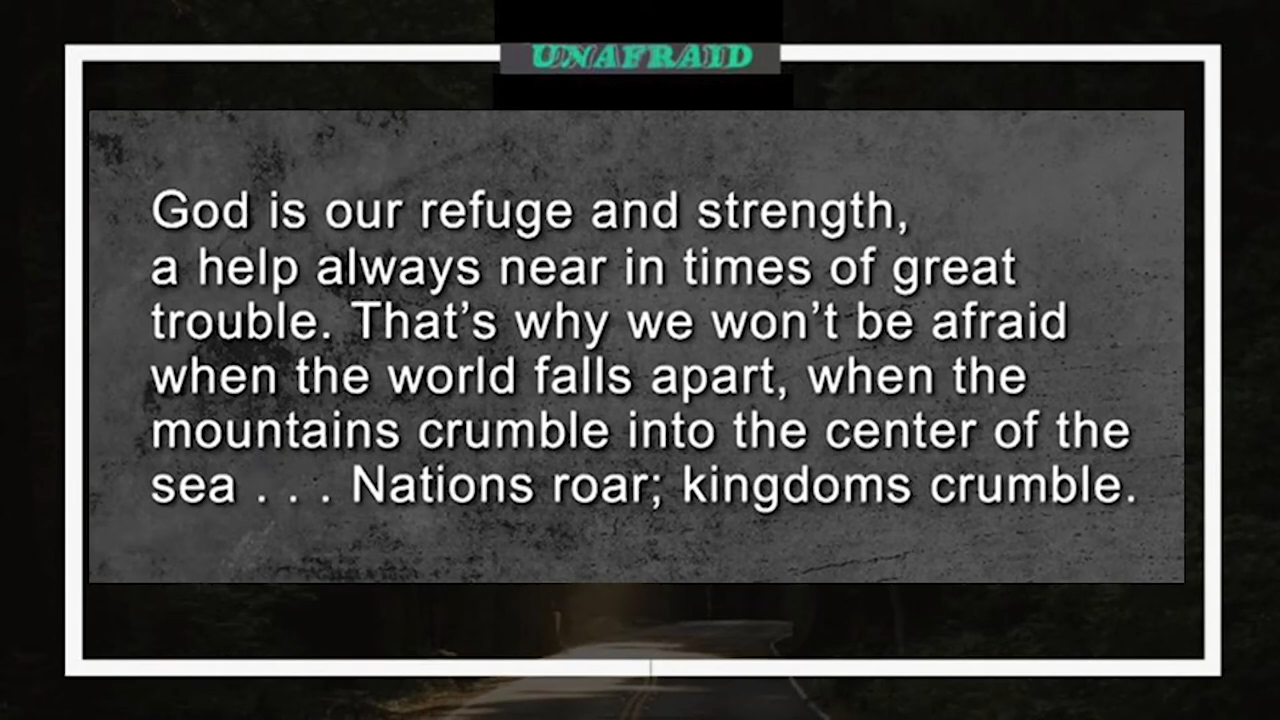 UNAFRAID
God is our refuge and strength,
a help always near in times of great
trouble. That’s why we won’t be afraid
when the world falls apart, when the
mountains crumble into the center of the
sea . . . Nations roar; kingdoms crumble.